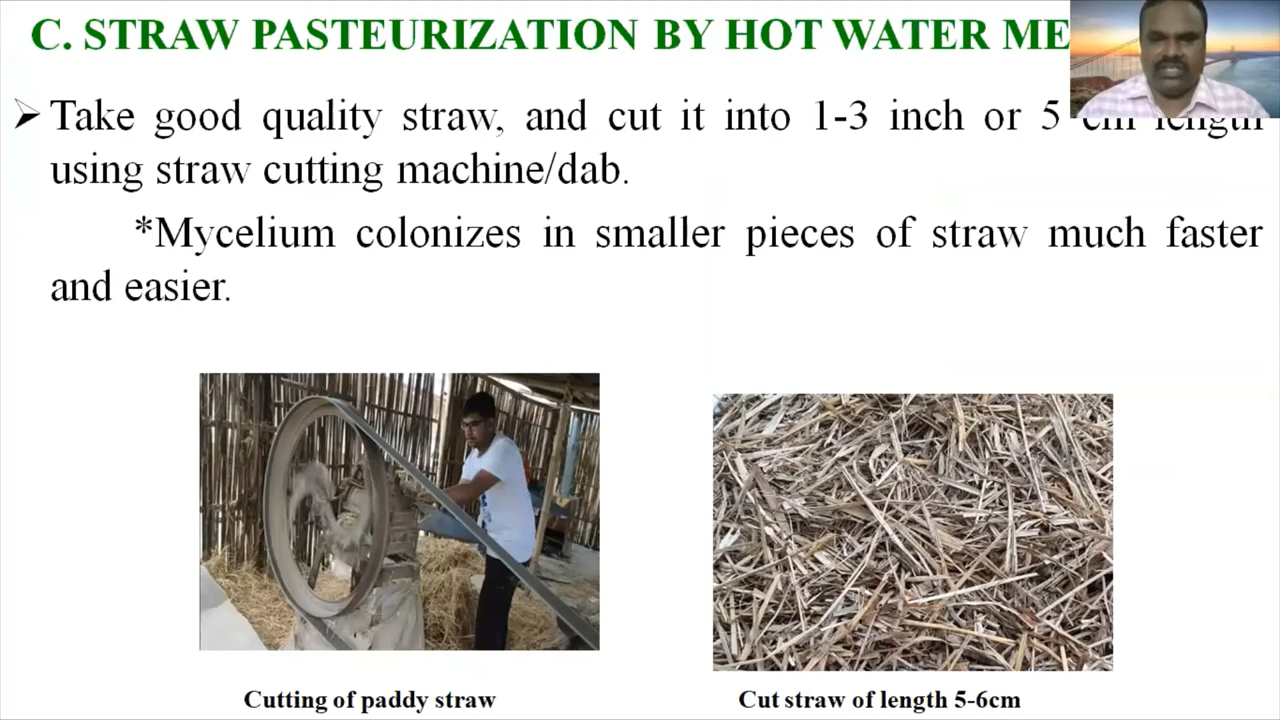 C. STRAW PASTEURIZATION BY HOT WATER
➢ Take good quality straw, and cut it into 1-3 inch or 5 cm length
using straw cutting machine/dab.
*Mycelium colonizes in smaller pieces of straw much faster
and easier.
Cutting of paddy straw
Cut straw of length 5-6cm